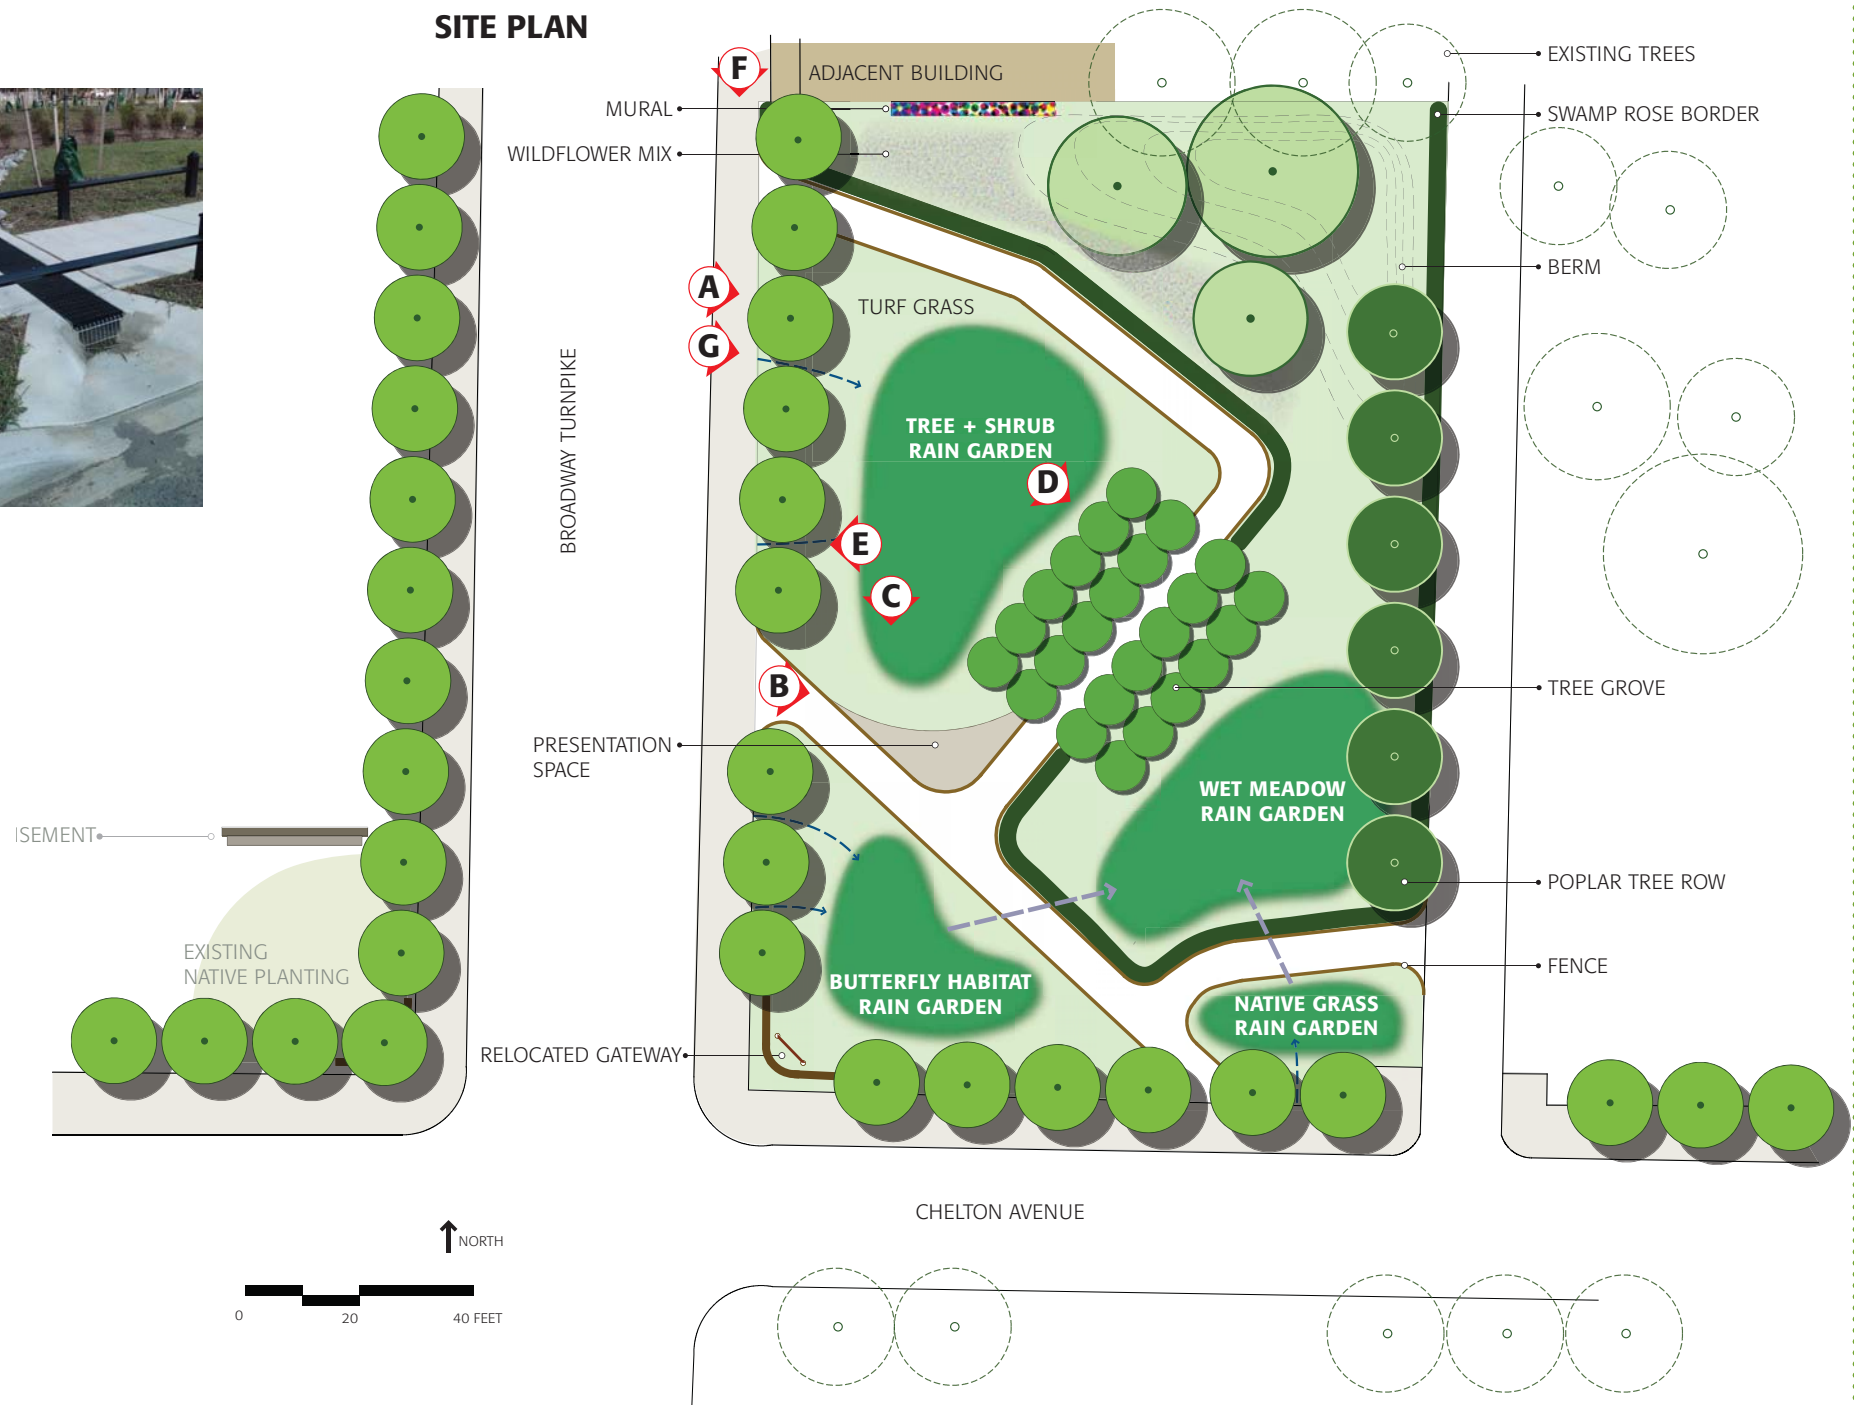 SITE PLAN
F
ADJACENT BUILDING
EXISTING TREES
MURAL
SWAMP ROSE BORDER
WILDFLOWER MIX
BERM
A
TURF GRASS
G
BROADWAY TURNPIKE
TREE + SHRUB
RAIN GARDEN
D
E
C
B
TREE GROVE
PRESENTATION
SPACE
WET MEADOW
RAIN GARDEN
ISEMENT
POPLAR TREE ROW
EXISTING
NATIVE PLANTING
FENCE
BUTTERFLY HABITAT
RAIN GARDEN
NATIVE GRASS
RAIN GARDEN
RELOCATED GATEWAY
CHELTON AVENUE
NORTH
0 20 40 FEET